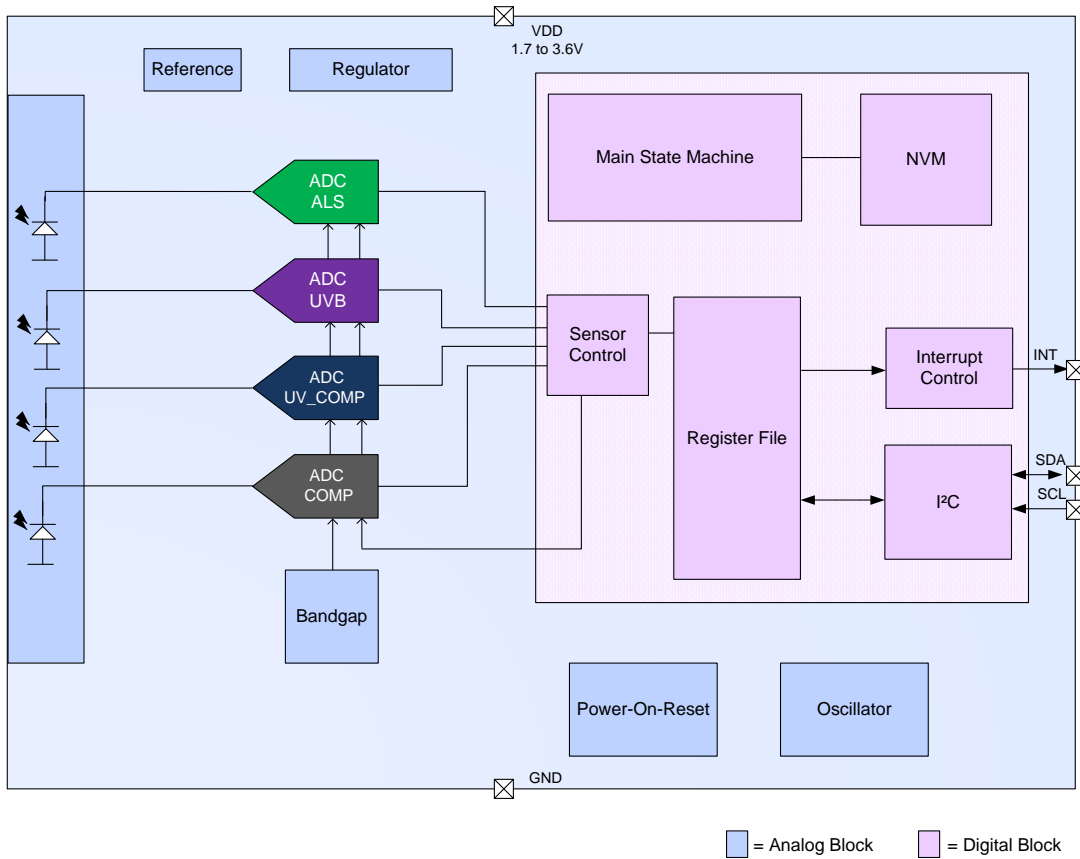 VDD
1.7 to 3.6V
Reference
Regulator
Main State Machine
NVM
ADC
ALS
ADC
UVB
ADC
UV_COMP
ADC
COMP
Sensor
Control
Register File
Interrupt
Control
INT
I²C
SDA
SCL
Bandgap
Power-On-Reset
Oscillator
GND
= Analog Block
= Digital Block